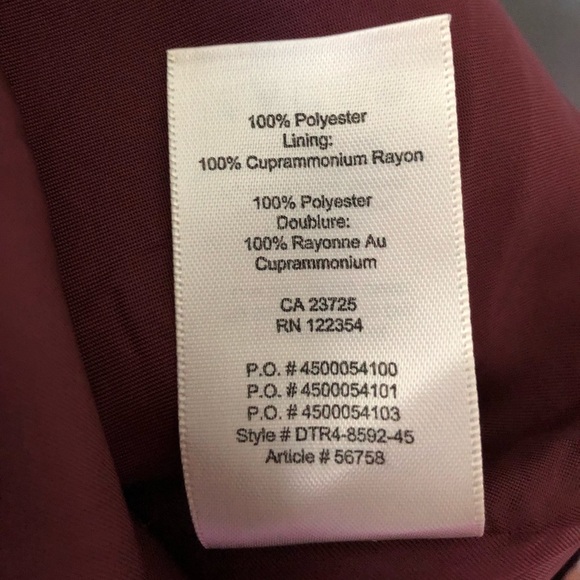 100% Polyester
Lining:
100% Cuprammonium Rayon
100% Polyester
Doublure:
100% Rayonne Au
Cuprammonium
CA 23725
RN 122354
P.O. # 4500054100
P.O. # 4500054101
P.O. # 4500054103
Style # DTR4-8592-45
Article # 56758